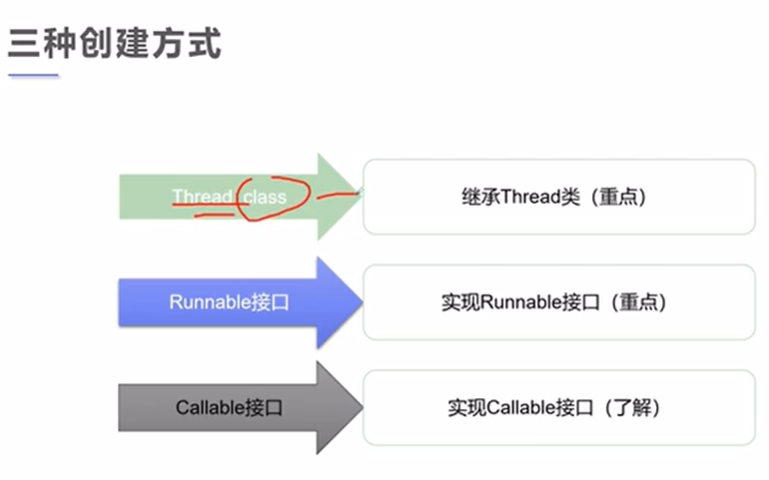 三种创建方式
Thread class
继承Thread类（重点）
Runnable接口
实现Runnable接口（重点）
Callable接口
实现Callable接口（了解）